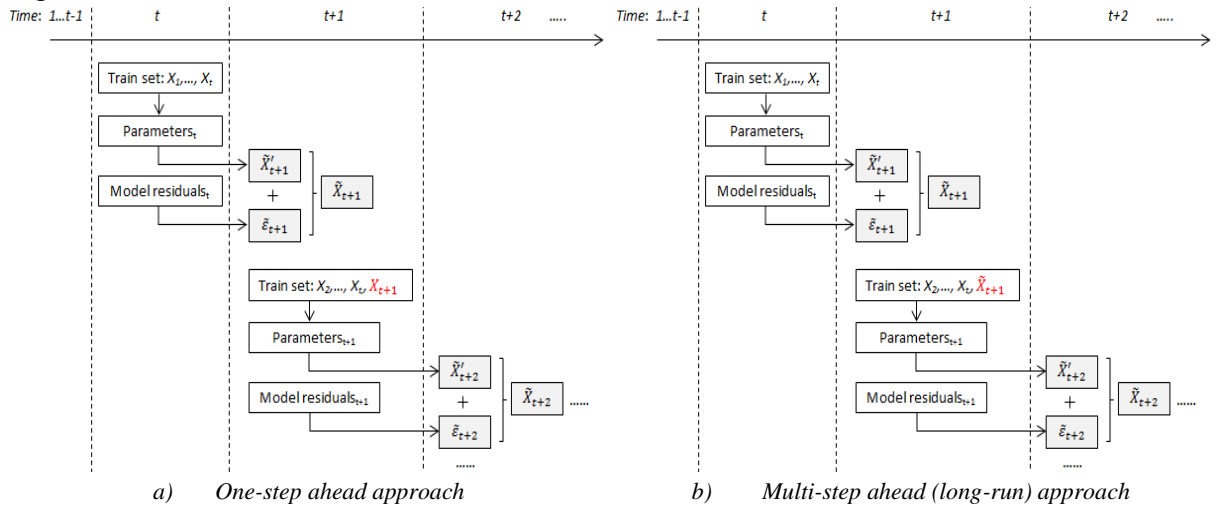 Time: 1...t-1 t t+1 t+2 .....
Train set: X₁,..., Xₜ
Parametersₜ
X̃′ₜ₊₁
Model residualsₜ
+
X̃ₜ₊₁
ε̃ₜ₊₁
Train set: X₂,..., Xₜ, Xₜ₊₁
Parametersₜ₊₁
X̃′ₜ₊₂
Model residualsₜ₊₁
+
X̃ₜ₊₂ ......
ε̃ₜ₊₂
......
a) One-step ahead approach
Time: 1...t-1 t t+1 t+2 .....
Train set: X₁,..., Xₜ
Parametersₜ
X̃′ₜ₊₁
Model residualsₜ
+
X̃ₜ₊₁
ε̃ₜ₊₁
Train set: X₂,..., Xₜ, X̃ₜ₊₁
Parametersₜ₊₁
X̃′ₜ₊₂
Model residualsₜ₊₁
+
X̃ₜ₊₂ ......
ε̃ₜ₊₂
......
b) Multi-step ahead (long-run) approach